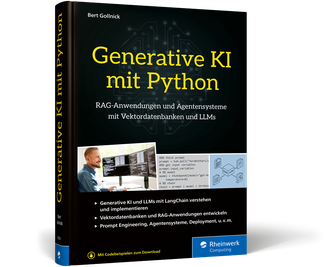 Bert Gollnick
Generative KI
mit Python
RAG-Anwendungen und Agentensysteme
mit Vektordatenbanken und LLMs
Generative KI und LLMs mit LangChain verstehen
und implementieren
Vektordatenbanken und RAG-Anwendungen entwickeln
Prompt Engineering, Agentensysteme, Deployment, u. v. m.
Mit Codebeispielen zum Download
Rheinwerk
Computing
Generative KI mit Python